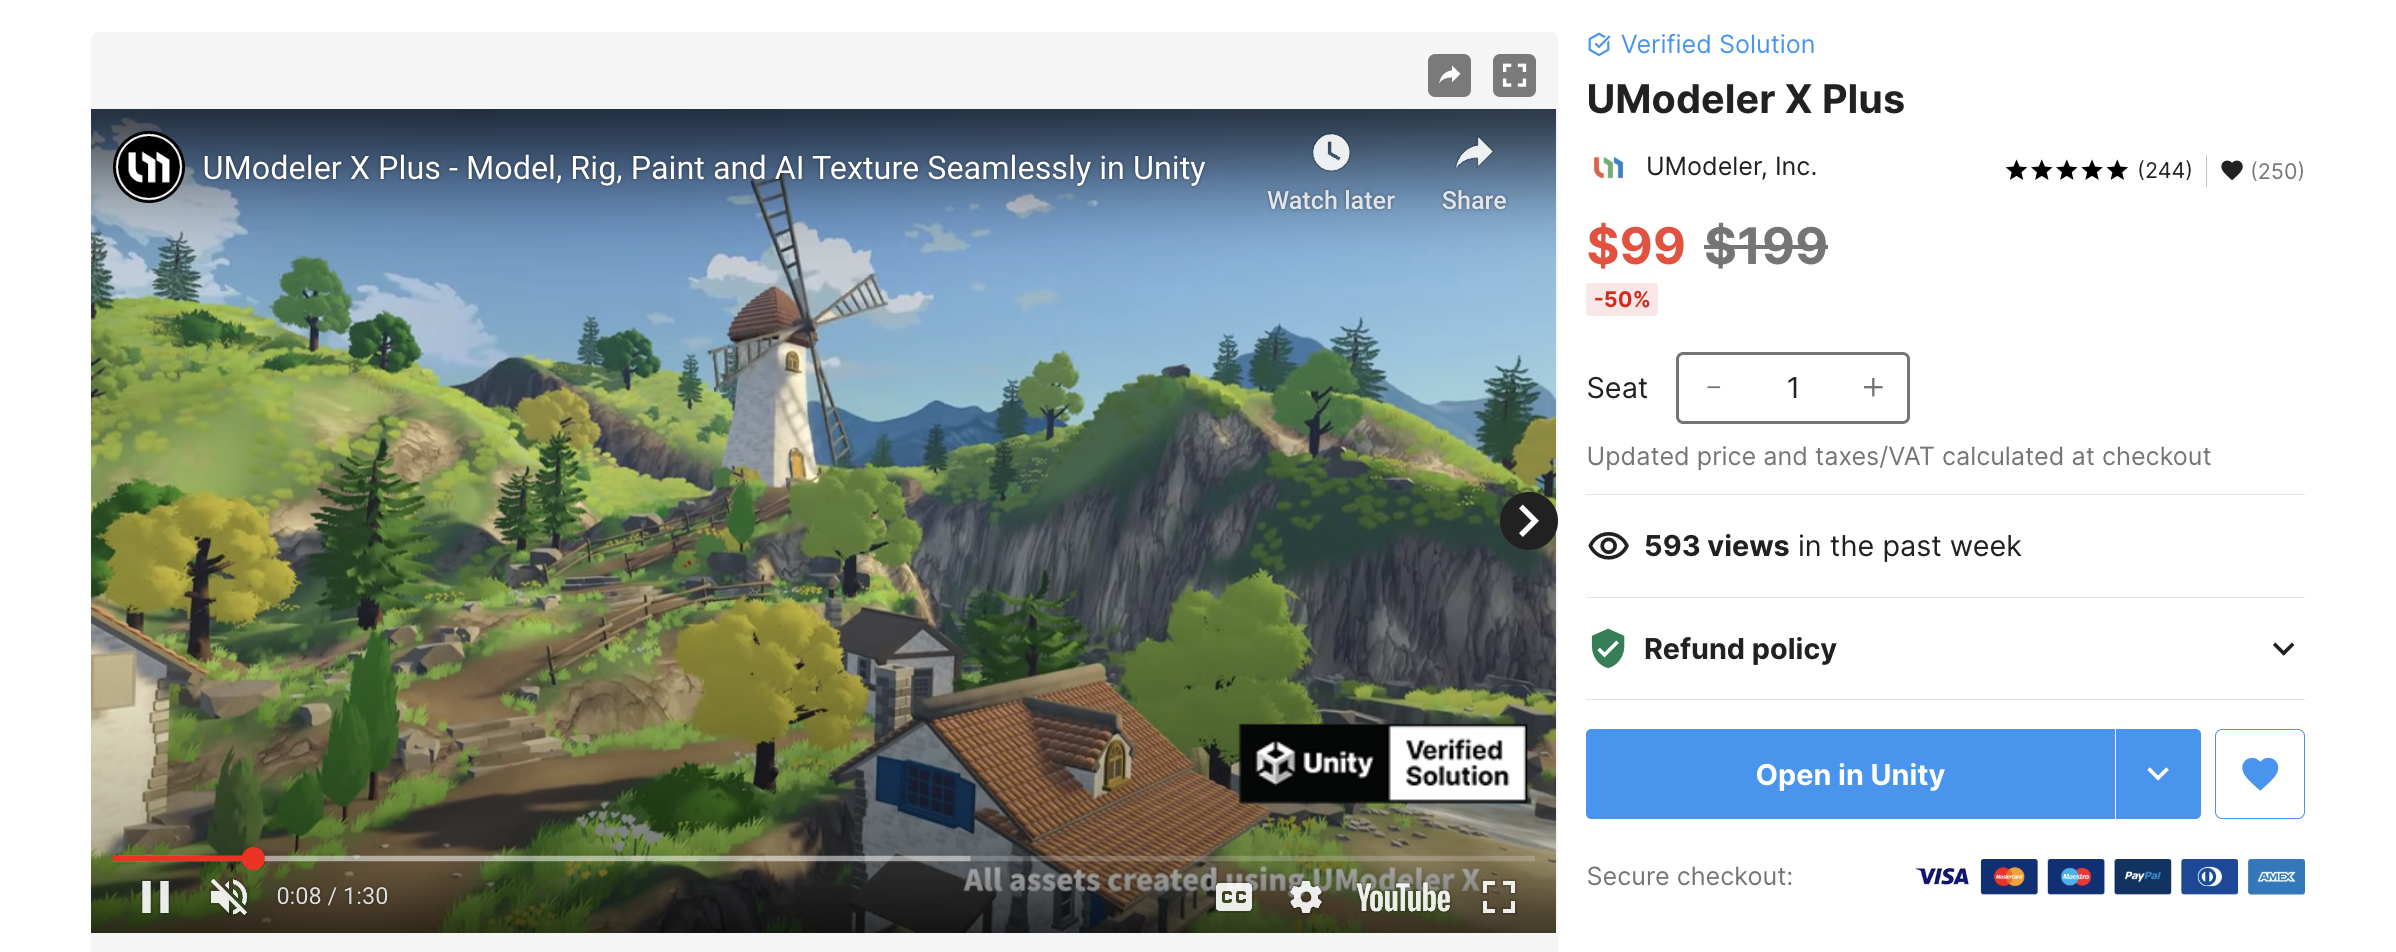 UModeler X Plus - Model, Rig, Paint and AI Texture Seamlessly in Unity
Watch later
Share
Unity
Verified
Solution
All assets created using UModeler X
0:08 / 1:30
CC
YouTube
Verified Solution
UModeler X Plus
UModeler, Inc.
(244)
(250)
$99 $199
-50%
Seat
- 1 +
Updated price and taxes/VAT calculated at checkout
593 views in the past week
Refund policy
Open in Unity
Secure checkout:
VISA
MasterCard
Maestro
PayPal
AMEX